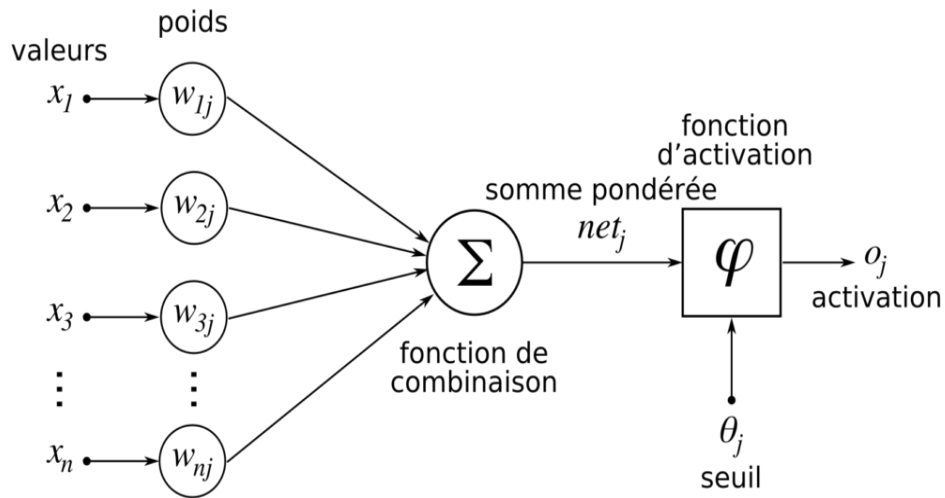 poids
valeurs
x1
w1j
x2
w2j
x3
w3j
xn
wnj
Σ
fonction de
combinaison
somme pondérée
netj
fonction
d’activation
φ
oj
activation
θj
seuil